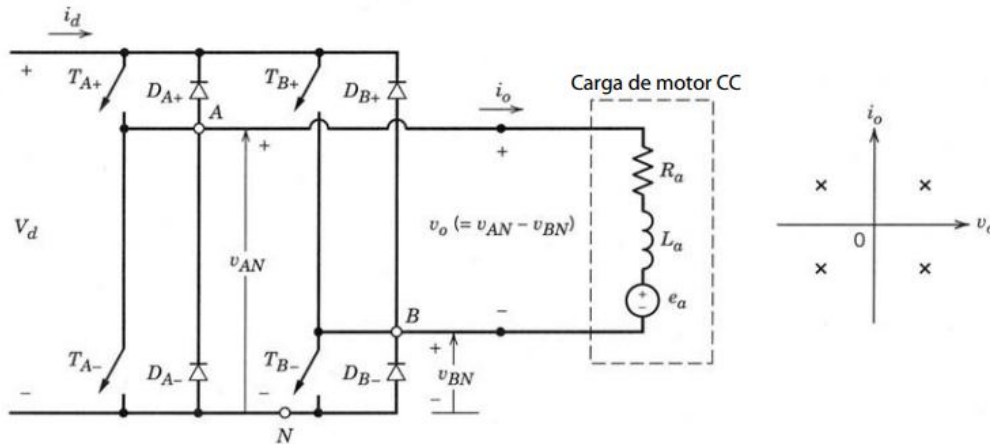 i_d
+
T_A+
D_A+
T_B+
D_B+
A
i_o
Carga de motor CC
i_o
+
+
R_a
V_d
v_o (= v_AN − v_BN)
L_a
0
v_o
v_AN
+
−
e_a
B
−
T_A−
D_A−
T_B−
D_B−
+
v_BN
−
−
−
N